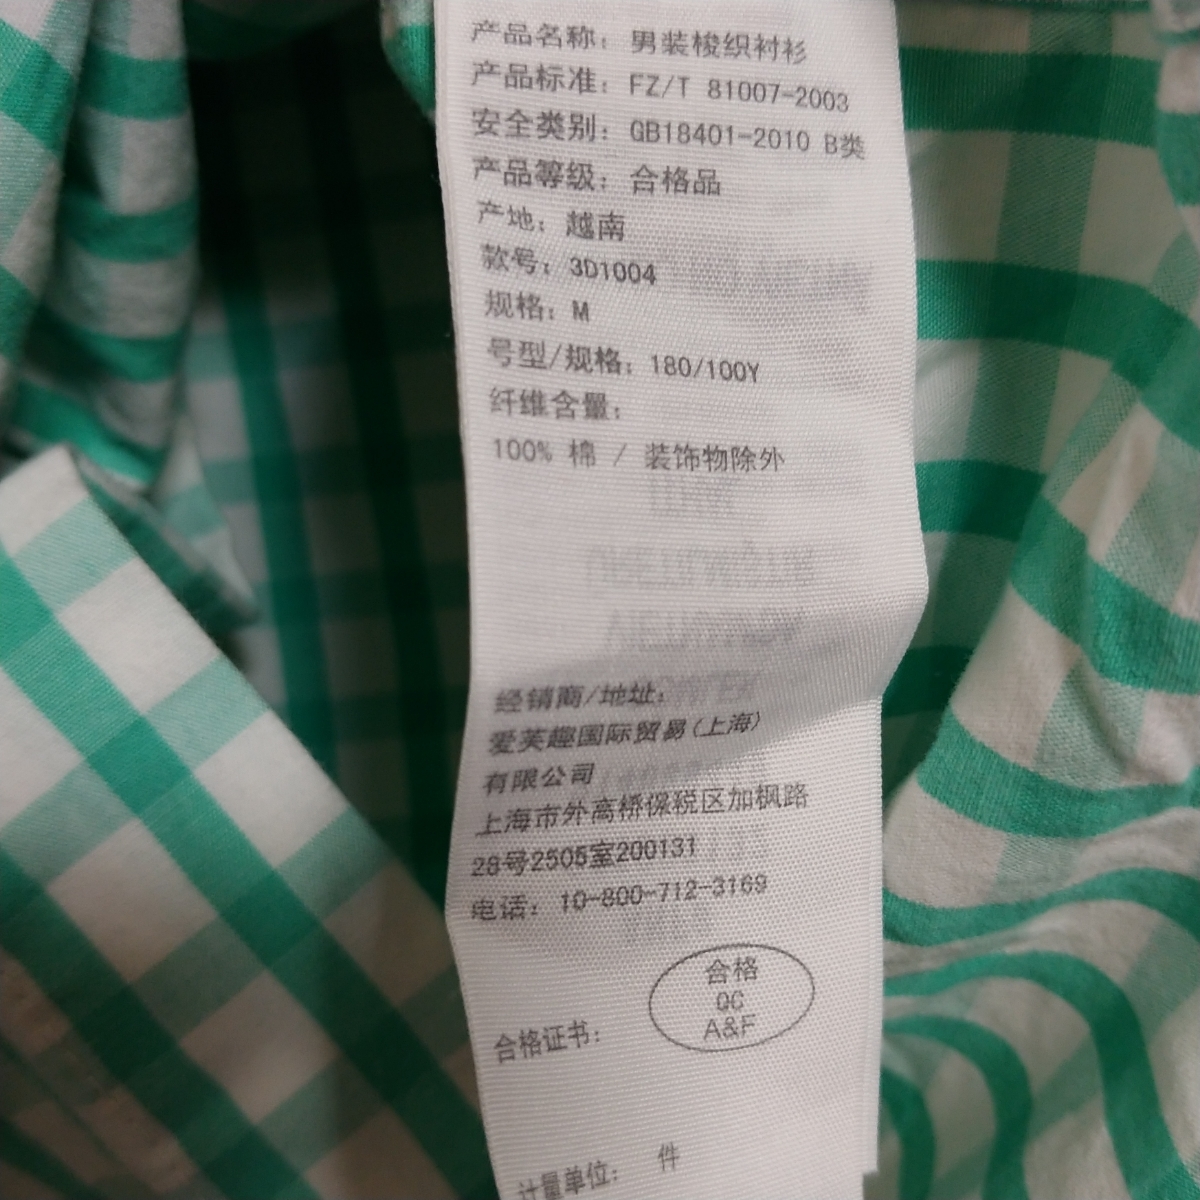 产品名称：男装梭织衬衫
产品标准：FZ/T 81007-2003
安全类别：GB18401-2010 B类
产品等级：合格品
产地：越南
款号：3D1004
规格：M
号型/规格：180/100Y
纤维含量：
100% 棉 / 装饰物除外
经销商/地址：
爱芙趣国际贸易(上海)
有限公司
上海市外高桥保税区加枫路
28号2505室200131
电话：10-800-712-3169
合格
QC
A&F
合格证书：
计量单位：件